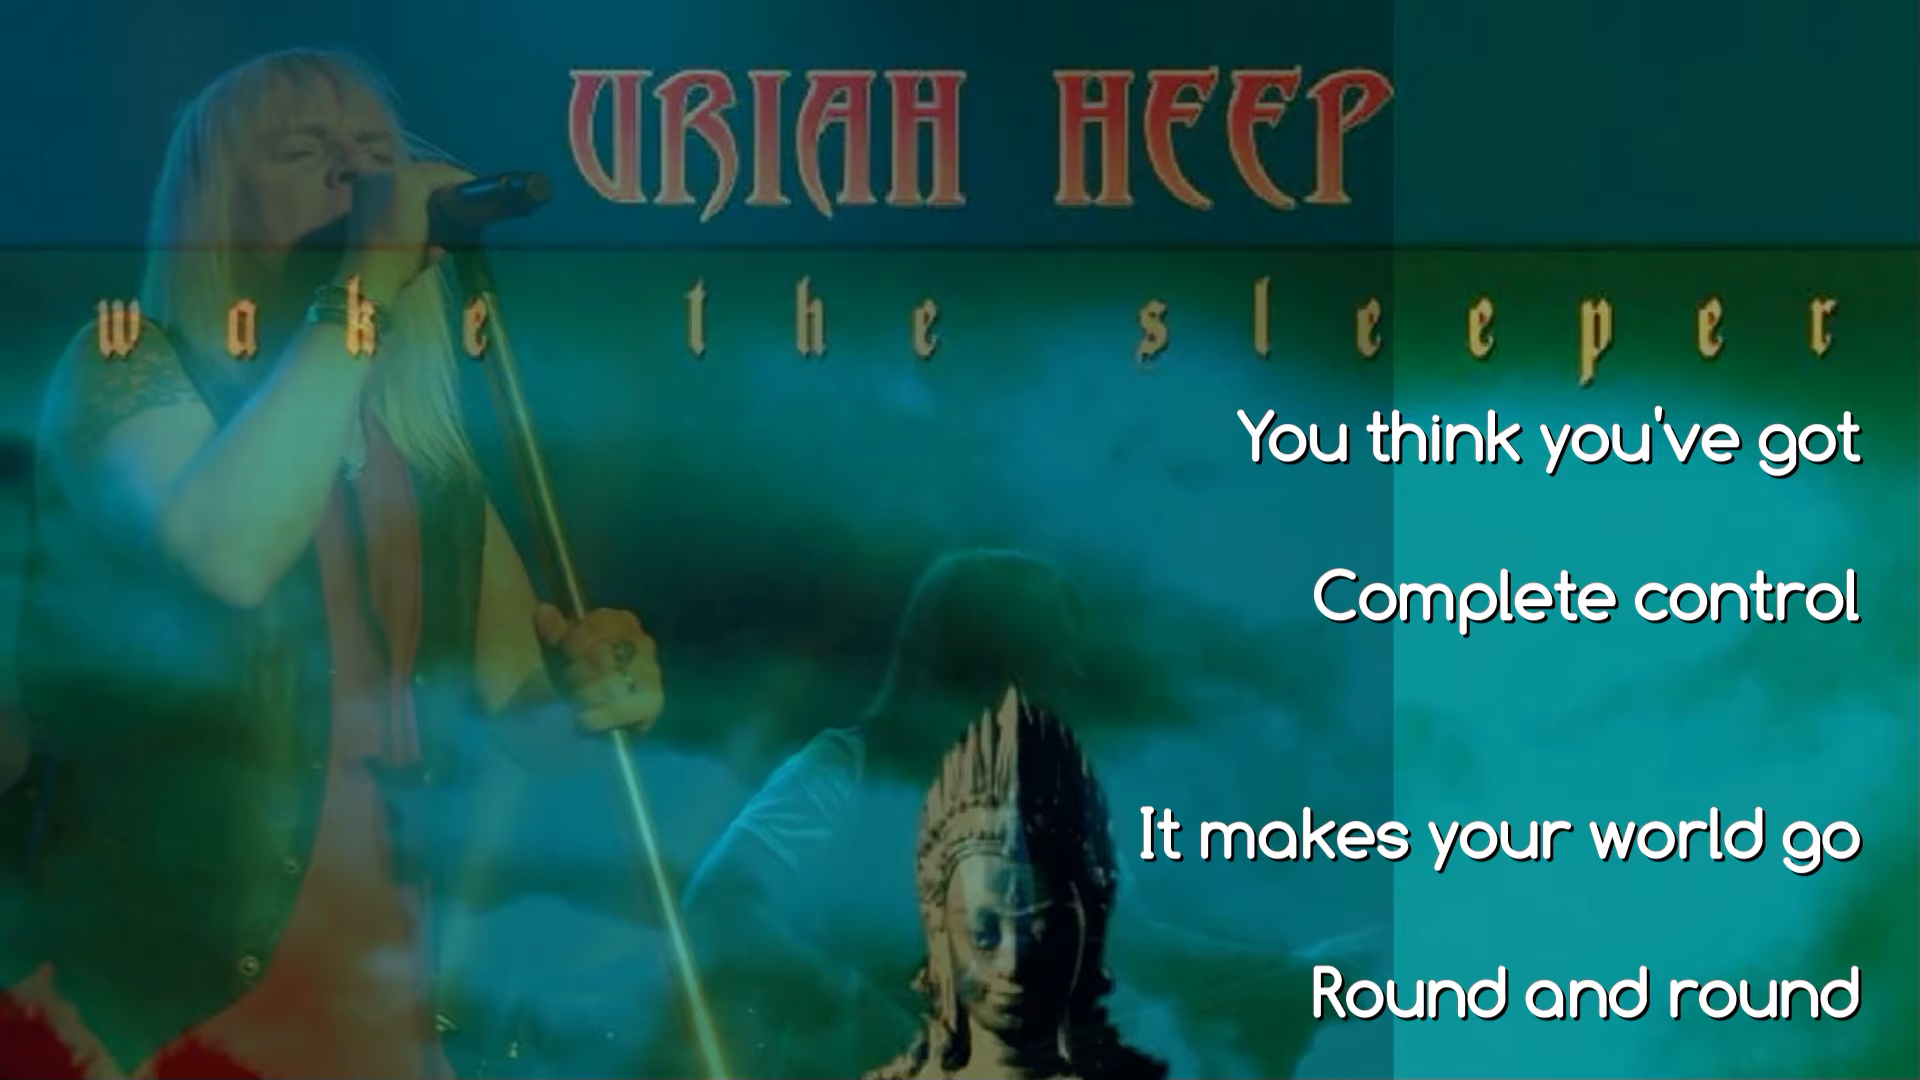 URIAH HEEP
wake the sleeper
You think you've got
Complete control
It makes your world go
Round and round